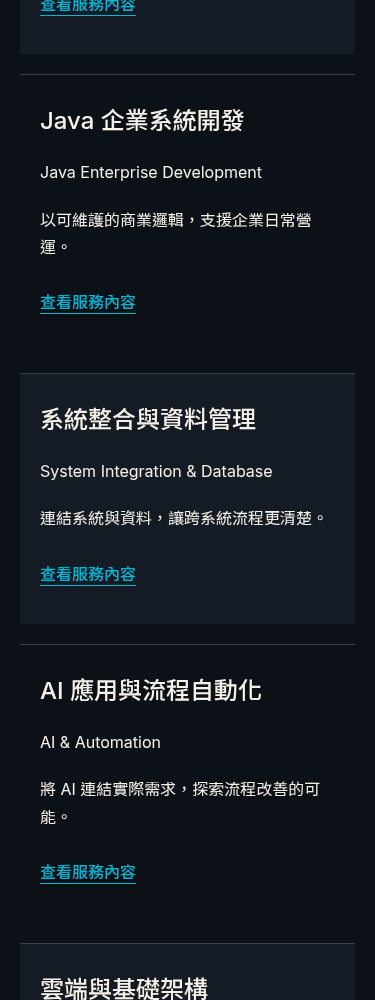 查看服務內容
Java 企業系統開發
Java Enterprise Development
以可維護的商業邏輯，支援企業日常營
運。
查看服務內容
系統整合與資料管理
System Integration & Database
連結系統與資料，讓跨系統流程更清楚。
查看服務內容
AI 應用與流程自動化
AI & Automation
將 AI 連結實際需求，探索流程改善的可
能。
查看服務內容
雲端與基礎架構